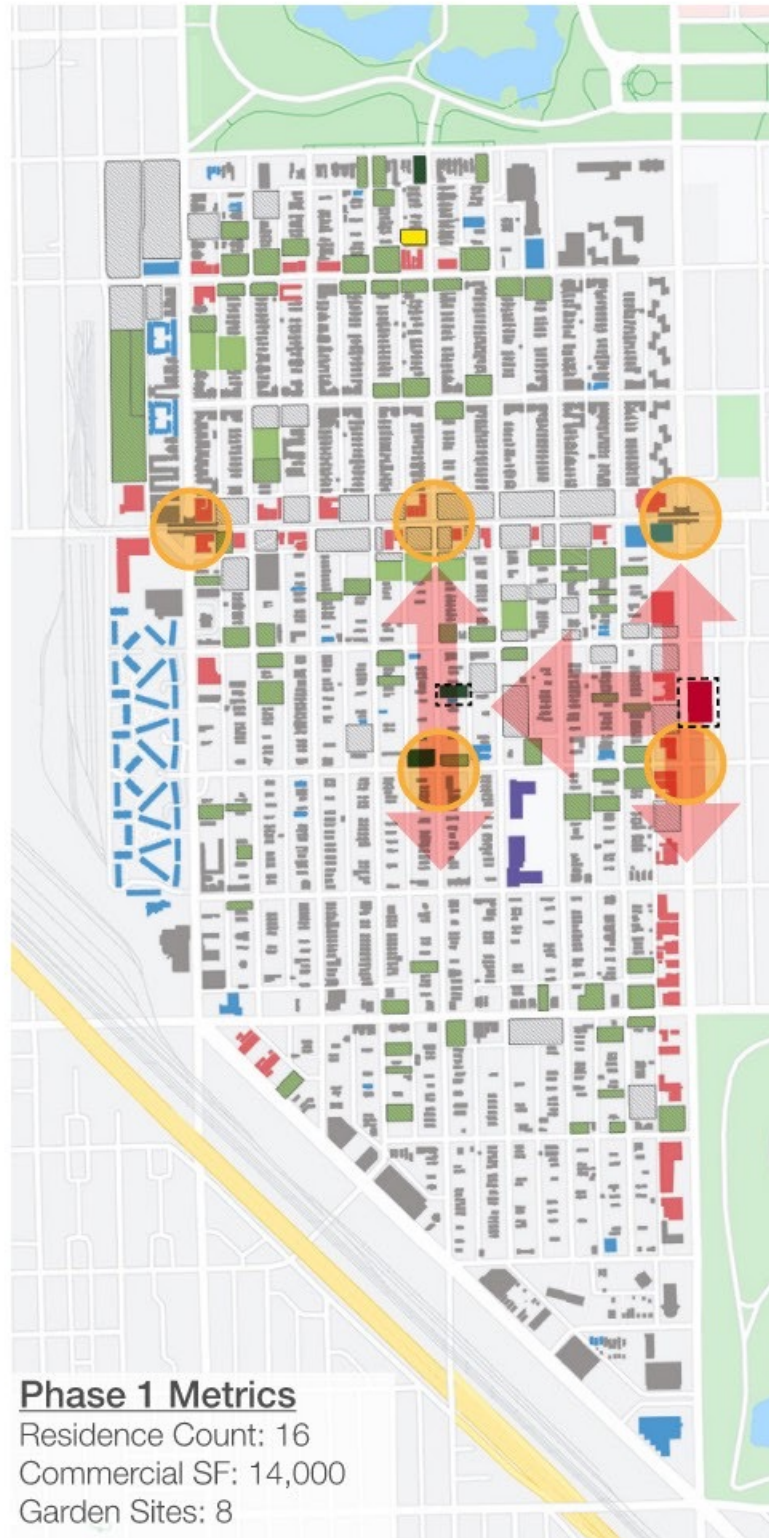 Phase 1 Metrics
Residence Count: 16
Commercial SF: 14,000
Garden Sites: 8